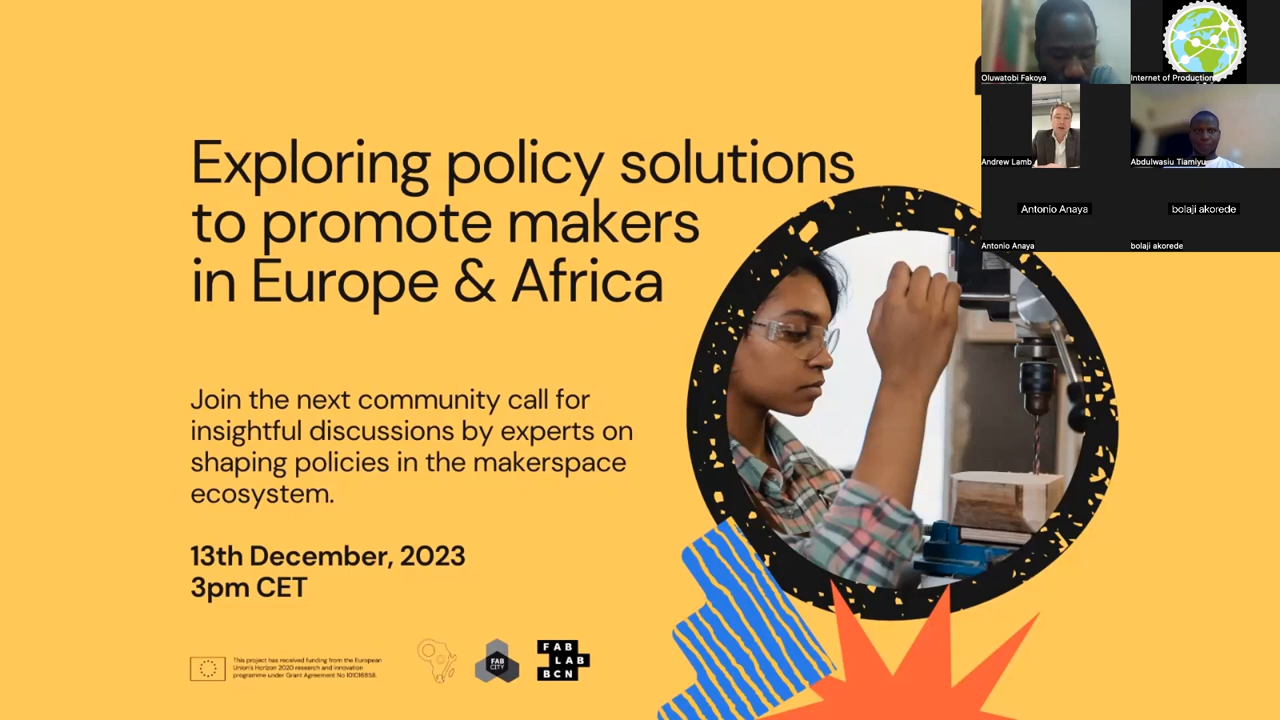 Exploring policy solutions
to promote makers
in Europe & Africa
Join the next community call for
insightful discussions by experts on
shaping policies in the makerspace
ecosystem.
13th December, 2023
3pm CET
This project has received funding from the European
Union's Horizon 2020 research and innovation
programme under Grant Agreement No 101016858.
FAB
CITY
FAB
LAB
BCN
Oluwatobi Fakoya
Internet of Production
Andrew Lamb
Abdulwasiu Tiamiyu
Antonio Anaya
bolaji akorede
Antonio Anaya
bolaji akorede